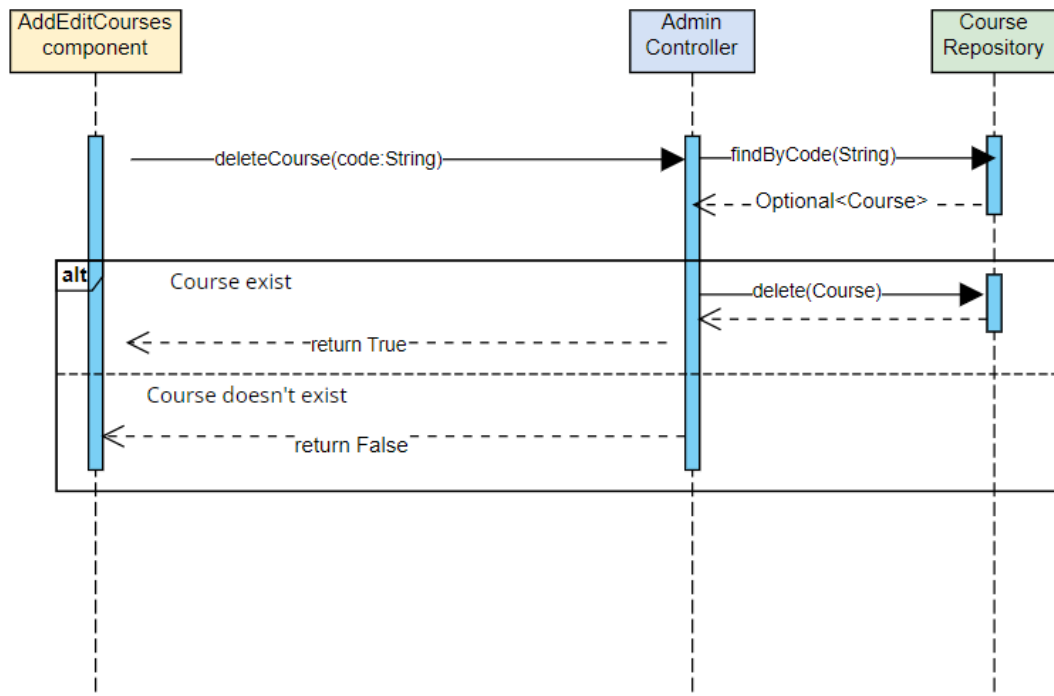 AddEditCourses
component
Admin
Controller
Course
Repository
deleteCourse(code:String)
findByCode(String)
Optional<Course>
alt
Course exist
delete(Course)
return True
Course doesn't exist
return False